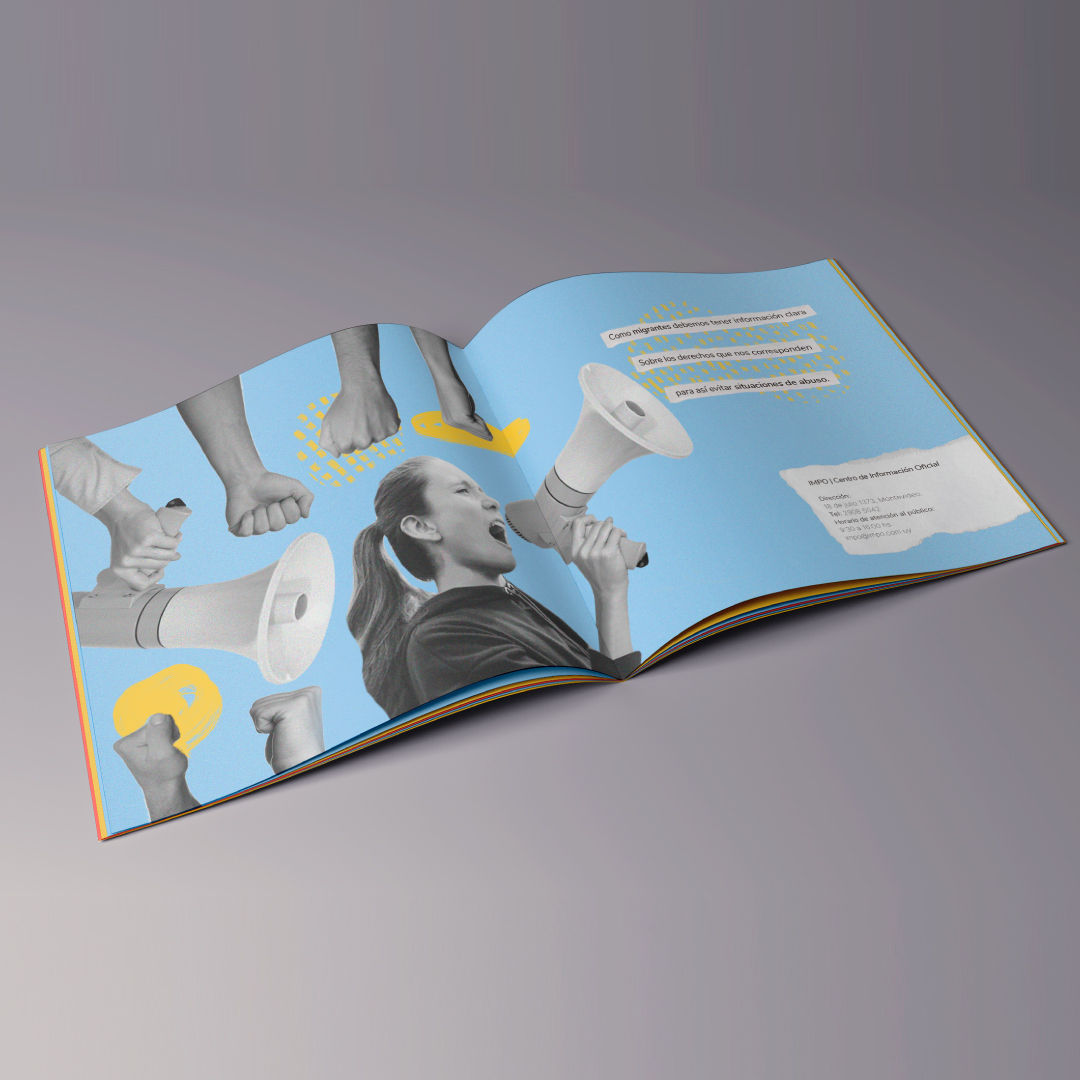 Como migrantes debemos tener información clara
Sobre los derechos que nos corresponden
para así evitar situaciones de abuso.
IMPO | Centro de Información Oficial
Dirección:
18 de julio 1373, Montevideo.
Tel: 2908 5042
Horario de atención al público:
9:30 a 16:00 hs
impo@impo.com.uy